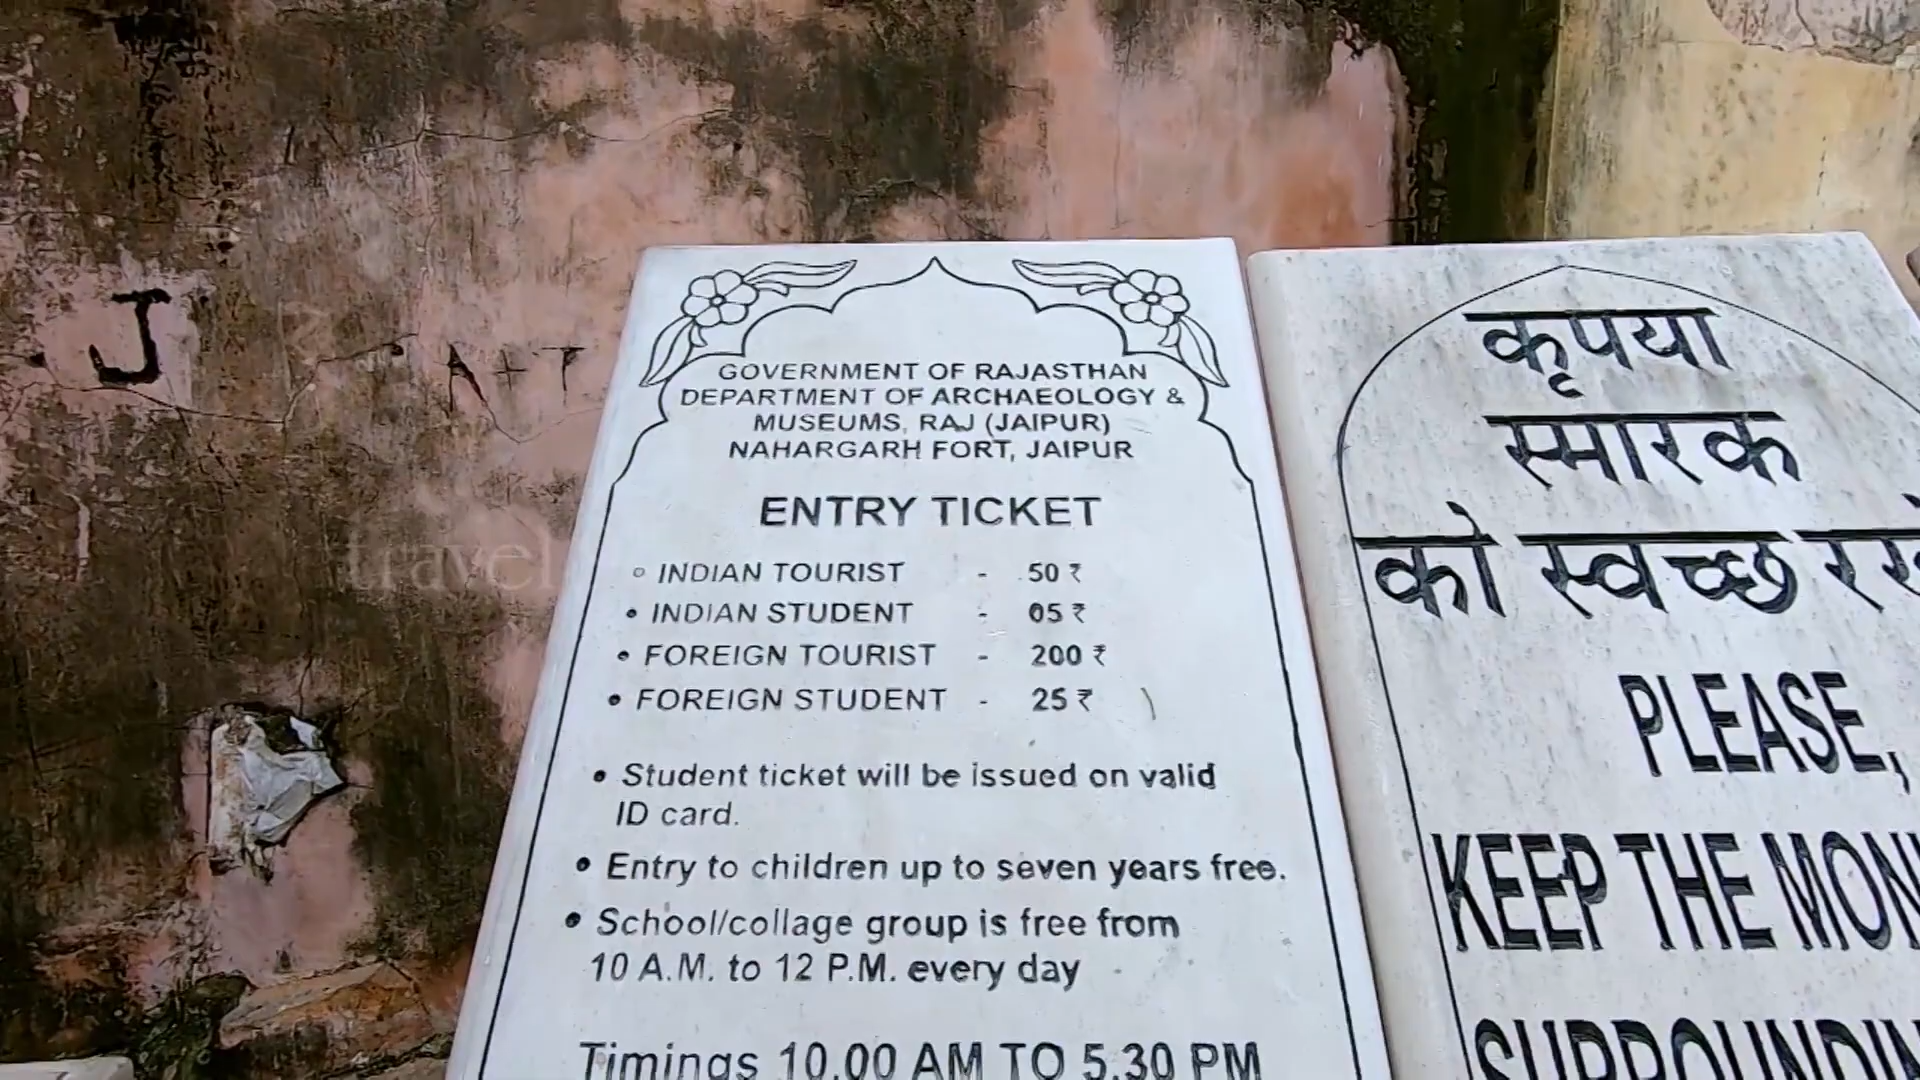 J A+T
travel
GOVERNMENT OF RAJASTHAN
DEPARTMENT OF ARCHAEOLOGY &
MUSEUMS, RAJ (JAIPUR)
NAHARGARH FORT, JAIPUR
ENTRY TICKET
• INDIAN TOURIST - 50 ₹
• INDIAN STUDENT - 05 ₹
• FOREIGN TOURIST - 200 ₹
• FOREIGN STUDENT - 25 ₹
• Student ticket will be issued on valid
ID card.
• Entry to children up to seven years free.
• School/collage group is free from
10 A.M. to 12 P.M. every day
Timings 10.00 AM TO 5.30 PM
कृपया
स्मारक
को स्वच्छ
PLEASE,
KEEP THE